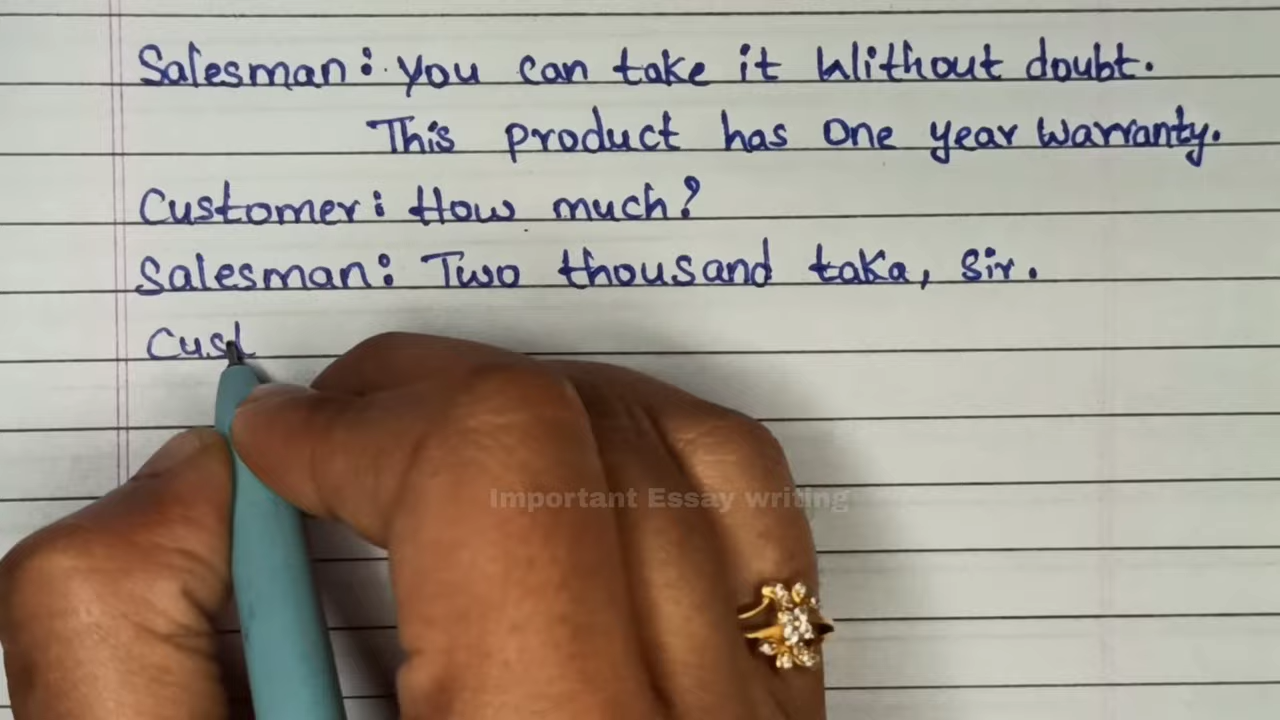 Salesman: You can take it Without doubt.
This product has One year Warranty.
Customer: How much?
Salesman: Two thousand taka, Sir.
Cust
Important Essay writing